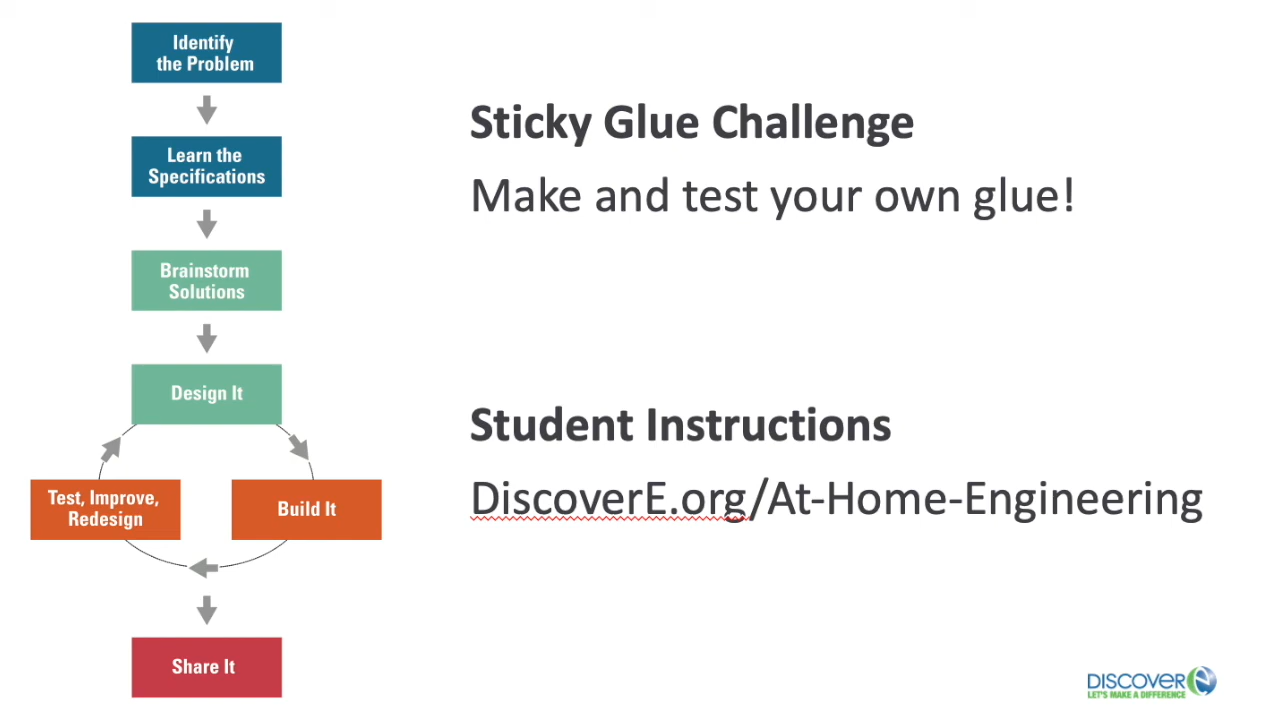 Identify
the Problem
Learn the
Specifications
Brainstorm
Solutions
Design It
Test, Improve,
Redesign
Build It
Share It
Sticky Glue Challenge
Make and test your own glue!
Student Instructions
DiscoverE.org/At-Home-Engineering
DISCOVER e
LET'S MAKE A DIFFERENCE